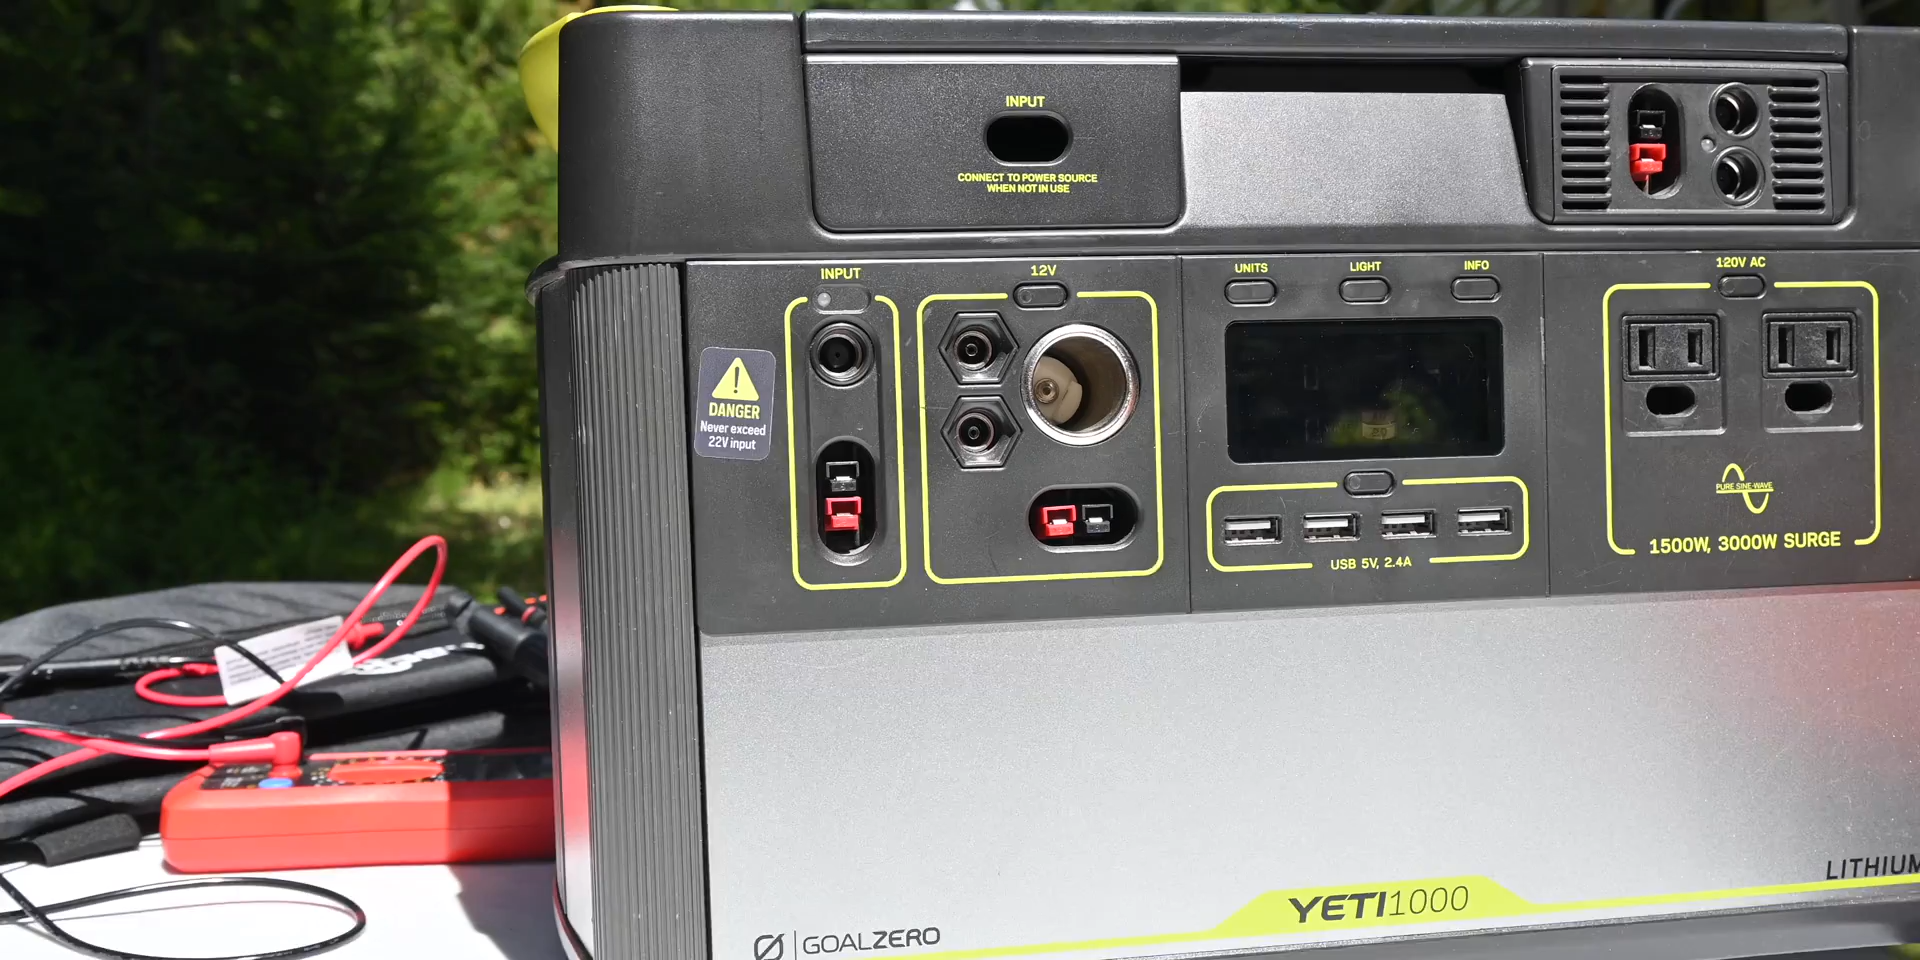 INPUT
CONNECT TO POWER SOURCE
WHEN NOT IN USE
INPUT
12V
UNITS
LIGHT
INFO
120V AC
DANGER
Never exceed
22V input
PURE SINE-WAVE
1500W, 3000W SURGE
USB 5V, 2.4A
LITHIUM
YETI1000
GOALZERO